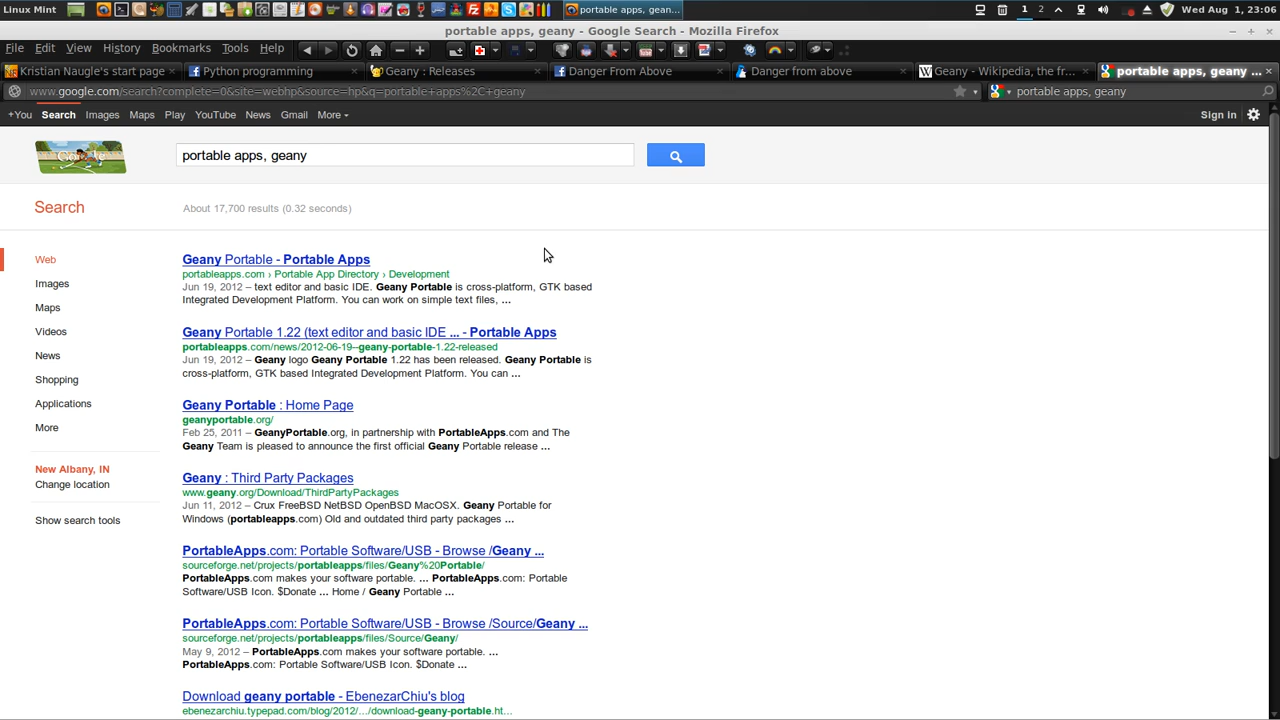 Linux Mint
portable apps, gean...
1 2
Wed Aug 1, 23:06
portable apps, geany - Google Search - Mozilla Firefox
File Edit View History Bookmarks Tools Help
Kristian Naugle's start page
Python programming
Geany : Releases
Danger From Above
Danger from above
Geany - Wikipedia, the fr...
portable apps, geany ...
www.google.com/search?complete=0&site=webhp&source=hp&q=portable+apps%2C+geany
portable apps, geany
+You Search Images Maps Play YouTube News Gmail More
Sign in
Google
portable apps, geany
Search
About 17,700 results (0.32 seconds)
Web
Images
Maps
Videos
News
Shopping
Applications
More
New Albany, IN
Change location
Show search tools
Geany Portable - Portable Apps
portableapps.com › Portable App Directory › Development
Jun 19, 2012 – text editor and basic IDE. Geany Portable is cross-platform, GTK based
Integrated Development Platform. You can work on simple text files, ...
Geany Portable 1.22 (text editor and basic IDE ... - Portable Apps
portableapps.com/news/2012-06-19--geany-portable-1.22-released
Jun 19, 2012 – Geany logo Geany Portable 1.22 has been released. Geany Portable is
cross-platform, GTK based Integrated Development Platform. You can ...
Geany Portable : Home Page
geanyportable.org/
Feb 25, 2011 – GeanyPortable.org, in partnership with PortableApps.com and The
Geany Team is pleased to announce the first official Geany Portable release ...
Geany : Third Party Packages
www.geany.org/Download/ThirdPartyPackages
Jun 11, 2012 – Crux FreeBSD NetBSD OpenBSD MacOSX. Geany Portable for
Windows (portableapps.com) Old and outdated third party packages ...
PortableApps.com: Portable Software/USB - Browse /Geany ...
sourceforge.net/projects/portableapps/files/Geany%20Portable/
PortableApps.com makes your software portable. ... PortableApps.com: Portable
Software/USB Icon. $Donate ... Home / Geany Portable ...
PortableApps.com: Portable Software/USB - Browse /Source/Geany ...
sourceforge.net/projects/portableapps/files/Source/Geany/
May 9, 2012 – PortableApps.com makes your software portable. ...
PortableApps.com: Portable Software/USB Icon. $Donate ...
Download geany portable - EbenezarChiu's blog
ebenezarchiu.typepad.com/blog/2012/.../download-geany-portable.ht...